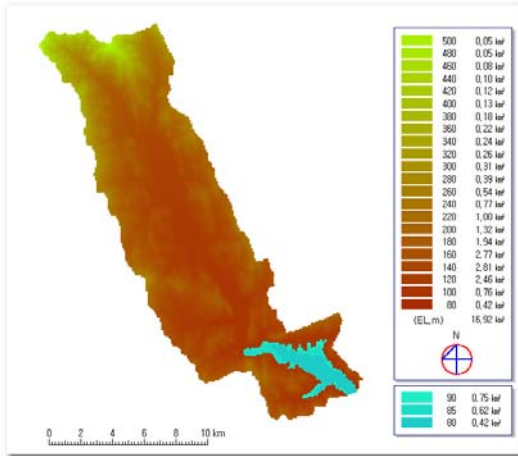 500 0,05 km²
480 0,05 km²
460 0,08 km²
440 0,10 km²
420 0,12 km²
400 0,13 km²
380 0,18 km²
360 0,22 km²
340 0,24 km²
320 0,26 km²
300 0,31 km²
280 0,39 km²
260 0,54 km²
240 0,77 km²
220 1,00 km²
200 1,32 km²
180 1,94 km²
160 2,77 km²
140 2,81 km²
120 2,46 km²
100 0,76 km²
80 0,42 km²
(EL,m) 16,92 km²
N
90 0,75 km²
85 0,62 km²
80 0,42 km²
0 2 4 6 8 10 km